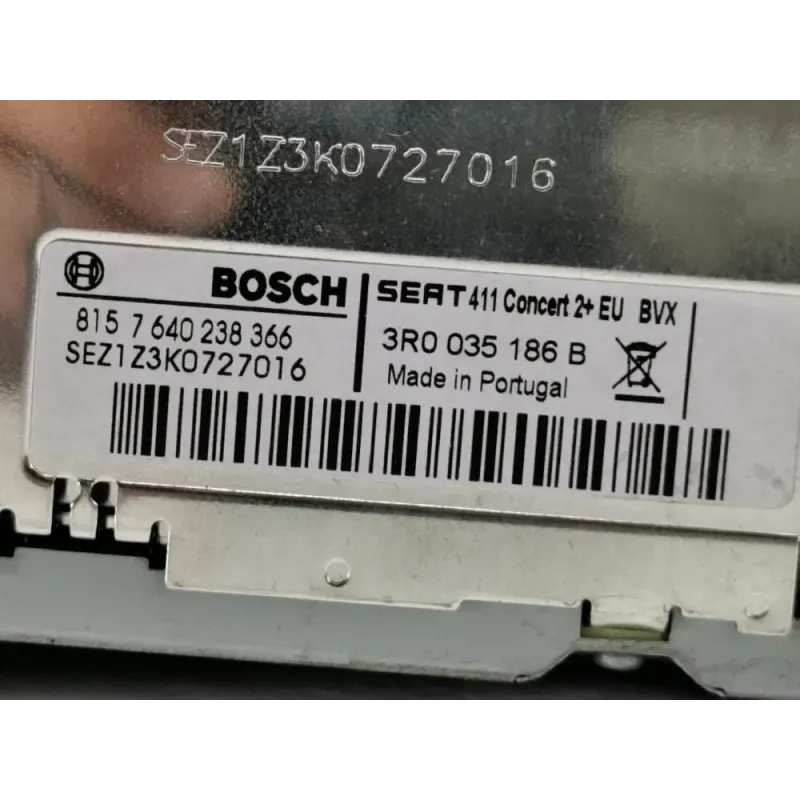 SEZ1Z3K0727016
BOSCH
815 7 640 238 366
SEZ1Z3K0727016
SEAT 411 Concert 2+ EU BVX
3R0 035 186 B
Made in Portugal